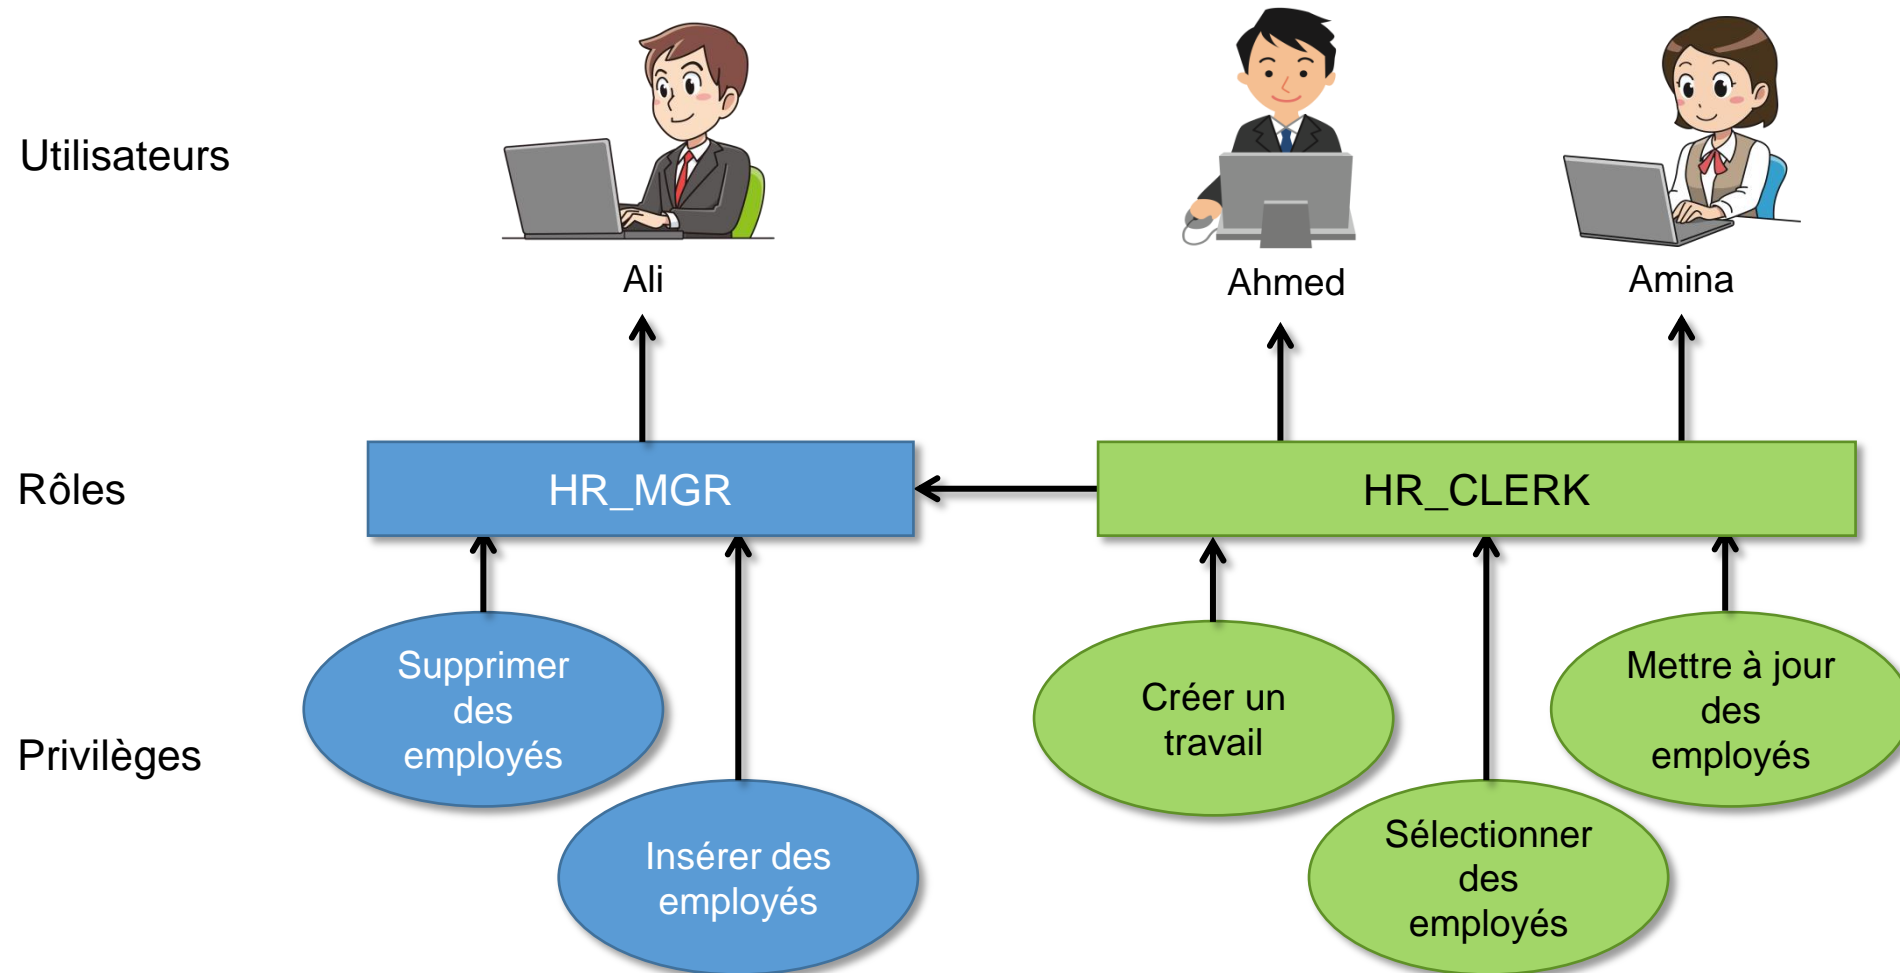 Utilisateurs
Ali
Ahmed
Amina
Rôles
HR_MGR
HR_CLERK
Privilèges
Supprimer
des
employés
Insérer des
employés
Créer un
travail
Sélectionner
des
employés
Mettre à jour
des
employés